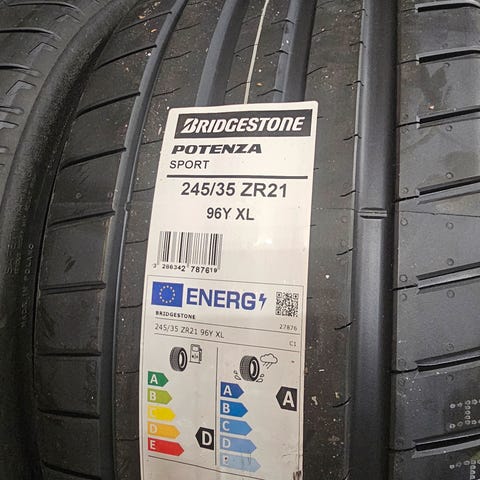 BRIDGESTONE
POTENZA
SPORT
245/35 ZR21
96Y XL
3 286342 787619
ENERG
BRIDGESTONE
27876
245/35 ZR21 96Y XL
C1
A
B
C
D
E
D
A
B
C
D
E
A